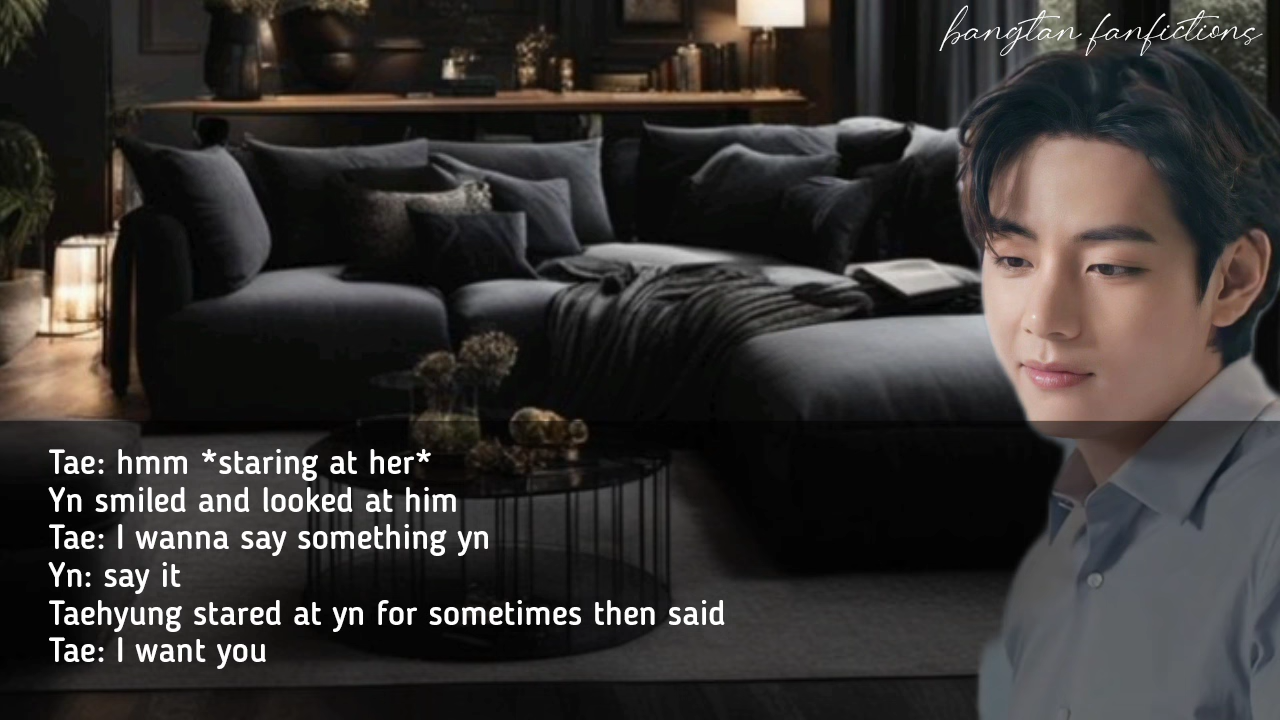 bangtan fanfictions
Tae: hmm *staring at her*
Yn smiled and looked at him
Tae: I wanna say something yn
Yn: say it
Taehyung stared at yn for sometimes then said
Tae: I want you